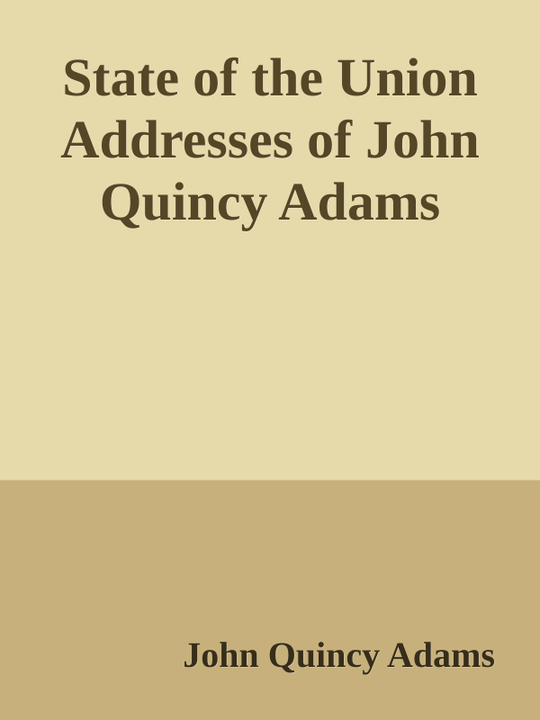 State of the Union
Addresses of John
Quincy Adams
John Quincy Adams